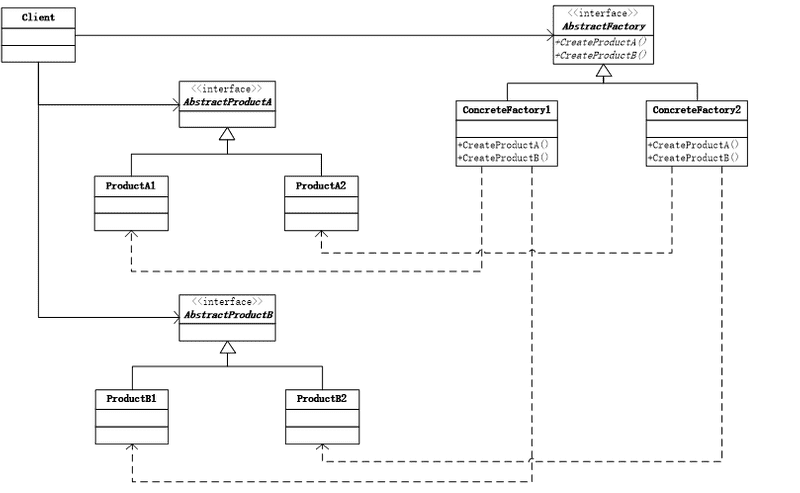 Client
<<interface>>
AbstractFactory
+CreateProductA()
+CreateProductB()
<<interface>>
AbstractProductA
ConcreteFactory1
+CreateProductA()
+CreateProductB()
ConcreteFactory2
+CreateProductA()
+CreateProductB()
ProductA1
ProductA2
<<interface>>
AbstractProductB
ProductB1
ProductB2